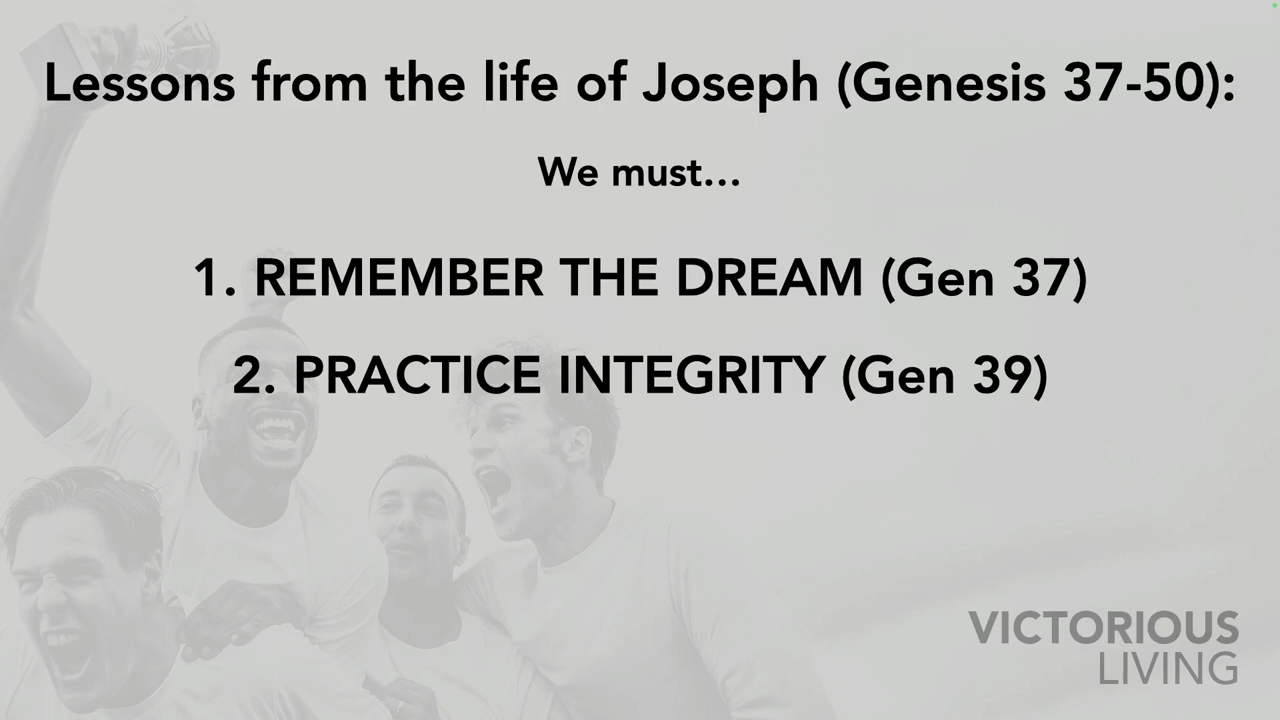 Lessons from the life of Joseph (Genesis 37-50):
We must…
1. REMEMBER THE DREAM (Gen 37)
2. PRACTICE INTEGRITY (Gen 39)
VICTORIOUS
LIVING